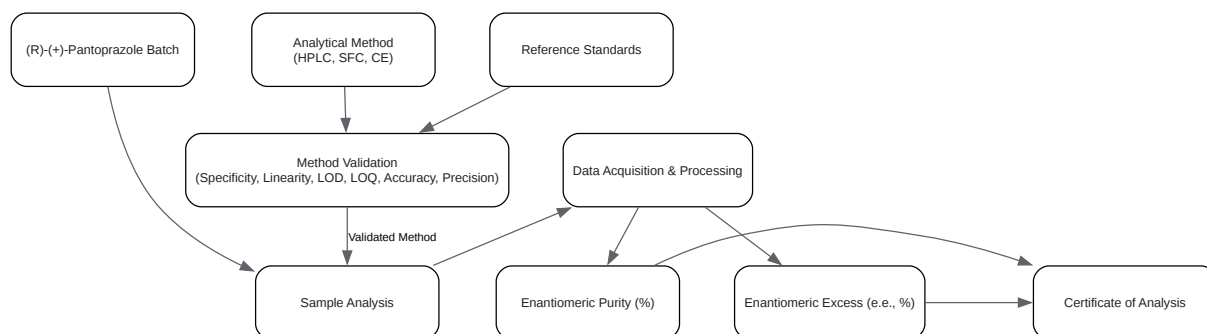 (R)-(+)-Pantoprazole Batch
Analytical Method
(HPLC, SFC, CE)
Reference Standards
Method Validation
(Specificity, Linearity, LOD, LOQ, Accuracy, Precision)
Data Acquisition & Processing
Validated Method
Sample Analysis
Enantiomeric Purity (%)
Enantiomeric Excess (e.e., %)
Certificate of Analysis